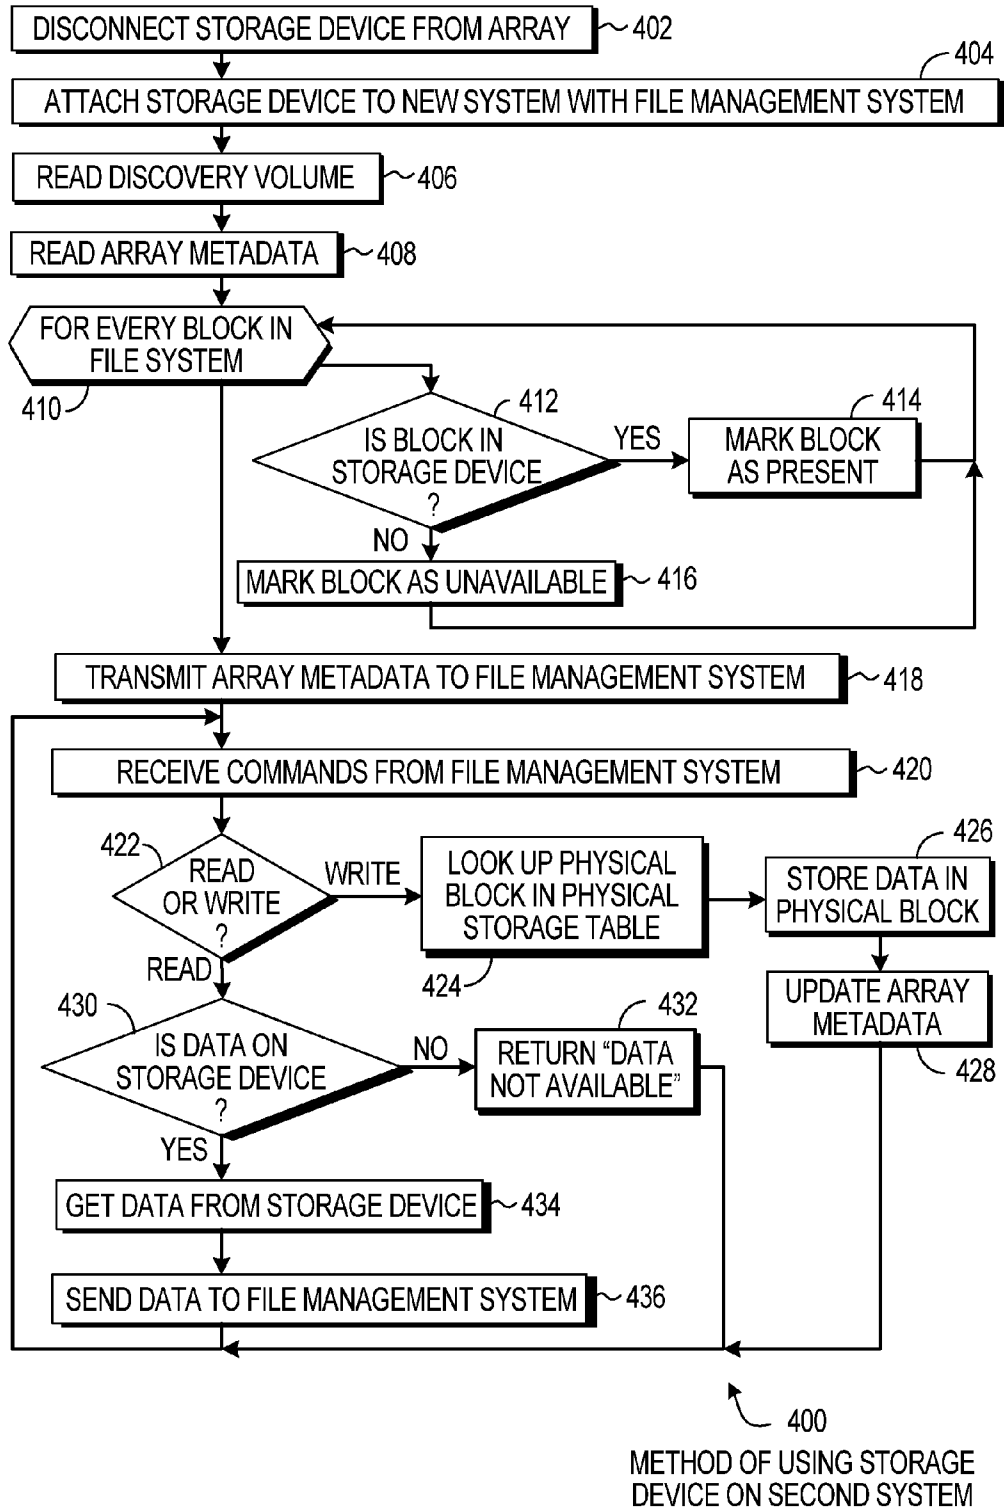 DISCONNECT STORAGE DEVICE FROM ARRAY 402
404
ATTACH STORAGE DEVICE TO NEW SYSTEM WITH FILE MANAGEMENT SYSTEM
READ DISCOVERY VOLUME 406
READ ARRAY METADATA 408
FOR EVERY BLOCK IN
FILE SYSTEM
410
412
IS BLOCK IN
STORAGE DEVICE
?
YES
NO
414
MARK BLOCK
AS PRESENT
MARK BLOCK AS UNAVAILABLE 416
TRANSMIT ARRAY METADATA TO FILE MANAGEMENT SYSTEM 418
RECEIVE COMMANDS FROM FILE MANAGEMENT SYSTEM 420
422
READ
OR WRITE
?
WRITE
READ
LOOK UP PHYSICAL
BLOCK IN PHYSICAL
STORAGE TABLE
424
426
STORE DATA IN
PHYSICAL BLOCK
UPDATE ARRAY
METADATA
428
430
IS DATA ON
STORAGE DEVICE
?
NO
YES
432
RETURN “DATA
NOT AVAILABLE”
GET DATA FROM STORAGE DEVICE 434
SEND DATA TO FILE MANAGEMENT SYSTEM 436
400
METHOD OF USING STORAGE
DEVICE ON SECOND SYSTEM